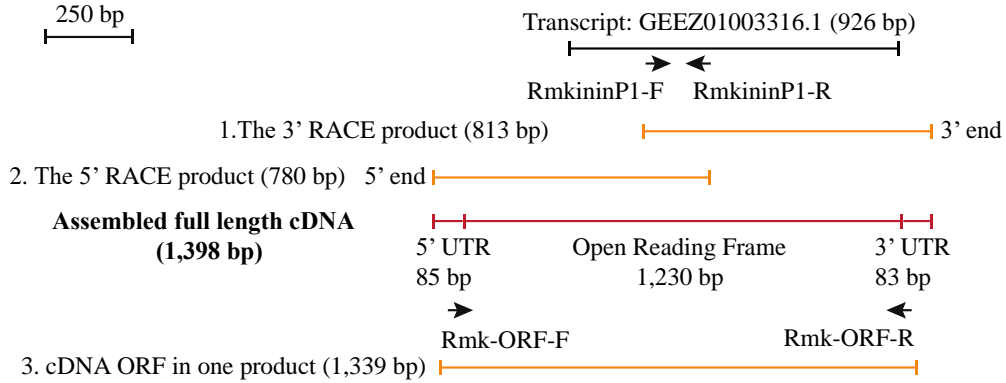 250 bp
Transcript: GEEZ01003316.1 (926 bp)
RmkininP1-F
RmkininP1-R
1.The 3’ RACE product (813 bp)
3’ end
2. The 5’ RACE product (780 bp)
5’ end
Assembled full length cDNA
(1,398 bp)
5’ UTR
85 bp
Open Reading Frame
1,230 bp
3’ UTR
83 bp
Rmk-ORF-F
Rmk-ORF-R
3. cDNA ORF in one product (1,339 bp)